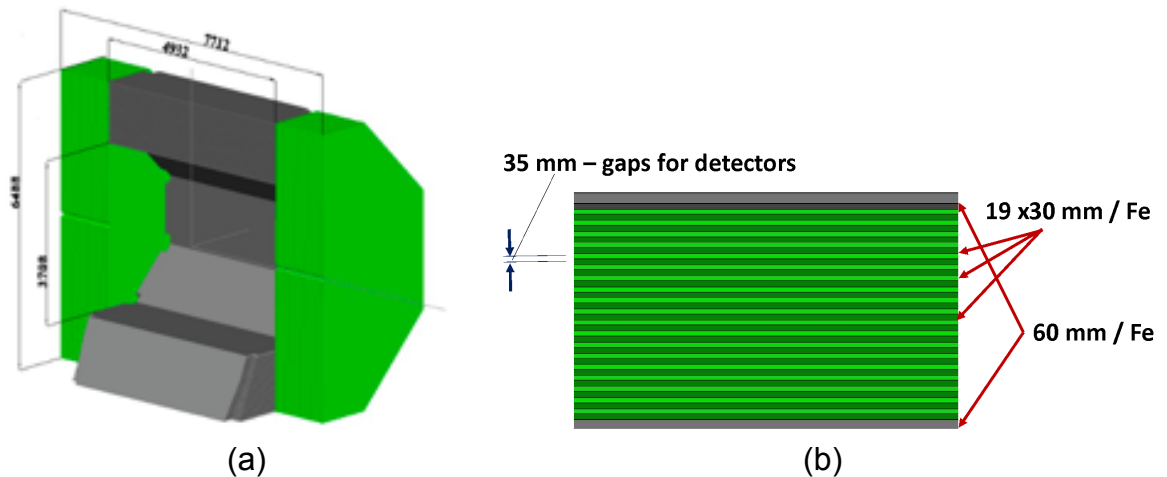 7712
4932
6488
3708
35 mm – gaps for detectors
19 x30 mm / Fe
60 mm / Fe
(a)
(b)